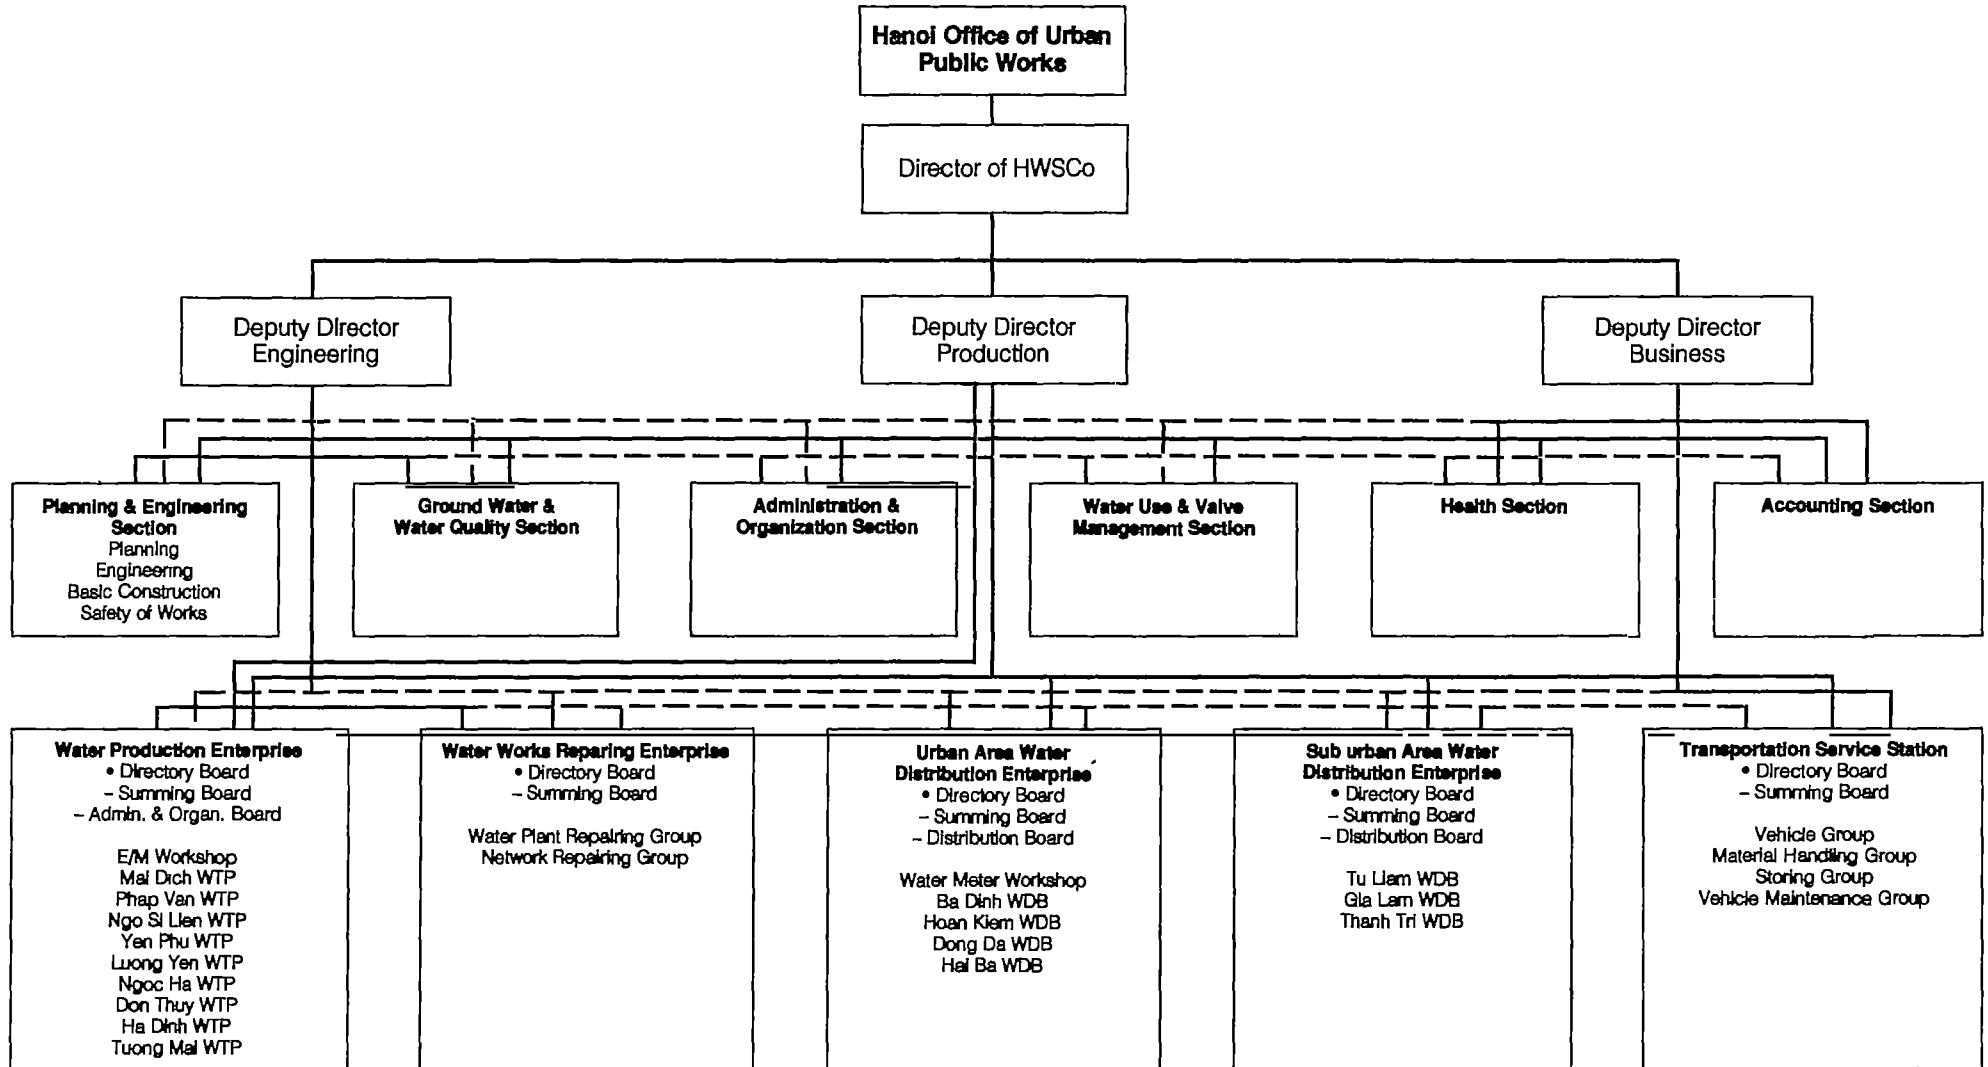 Hanoi Office of Urban
Public Works
Director of HWSCo
Deputy Director
Engineering
Deputy Director
Production
Deputy Director
Business
Planning & Engineering
Section
Planning
Engineering
Basic Construction
Safety of Works
Ground Water &
Water Quality Section
Administration &
Organization Section
Water Use & Valve
Management Section
Health Section
Accounting Section
Water Production Enterprise
• Directory Board
– Summing Board
– Admin. & Organ. Board
E/M Workshop
Mai Dich WTP
Phap Van WTP
Ngo Si Lien WTP
Yen Phu WTP
Luong Yen WTP
Ngoc Ha WTP
Don Thuy WTP
Ha Dinh WTP
Tuong Mai WTP
Water Works Repairing Enterprise
• Directory Board
– Summing Board
Water Plant Repairing Group
Network Repairing Group
Urban Area Water
Distribution Enterprise
• Directory Board
– Summing Board
– Distribution Board
Water Meter Workshop
Ba Dinh WDB
Hoan Kiem WDB
Dong Da WDB
Hai Ba WDB
Sub urban Area Water
Distribution Enterprise
• Directory Board
– Summing Board
– Distribution Board
Tu Liam WDB
Gia Lam WDB
Thanh Tri WDB
Transportation Service Station
• Directory Board
– Summing Board
Vehicle Group
Material Handling Group
Storing Group
Vehicle Maintenance Group